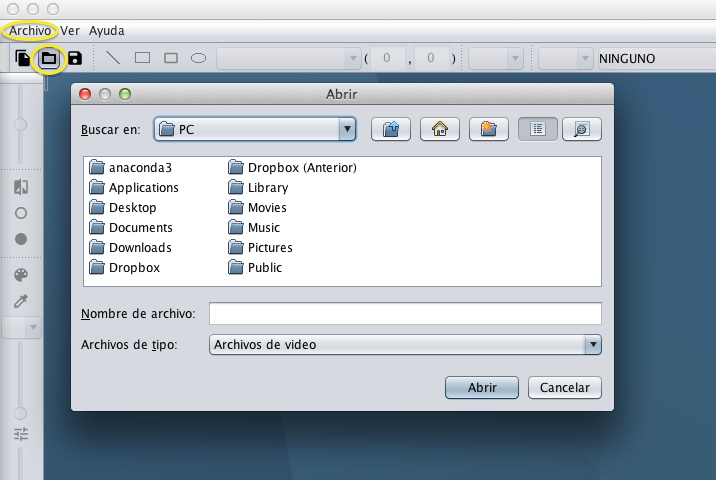 Archivo Ver Ayuda
( 0 , 0 ) NINGUNO
Abrir
Buscar en: PC
anaconda3 Dropbox (Anterior)
Applications Library
Desktop Movies
Documents Music
Downloads Pictures
Dropbox Public
Nombre de archivo:
Archivos de tipo: Archivos de video
Abrir Cancelar